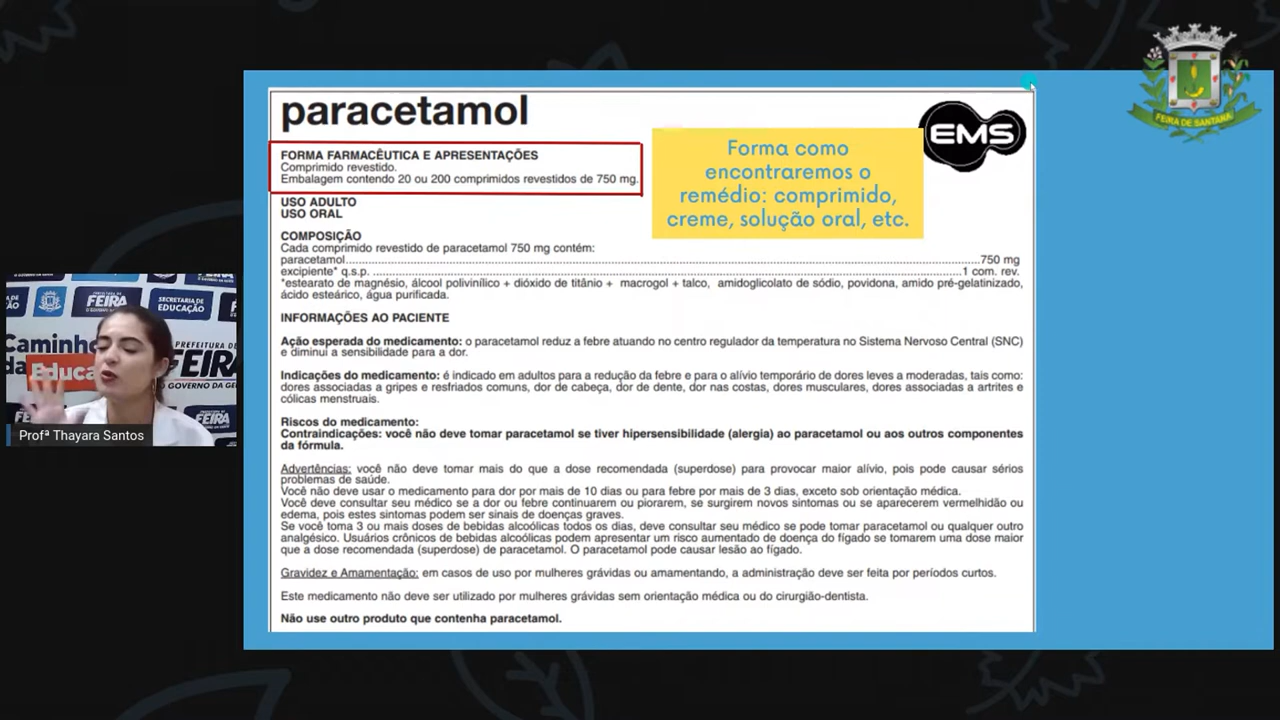 FEIRA DE SANTANA
paracetamol
EMS
FORMA FARMACÊUTICA E APRESENTAÇÕES
Comprimido revestido.
Embalagem contendo 20 ou 200 comprimidos revestidos de 750 mg.
Forma como
encontraremos o
remédio: comprimido,
creme, solução oral, etc.
USO ADULTO
USO ORAL
COMPOSIÇÃO
Cada comprimido revestido de paracetamol 750 mg contém:
paracetamol..........750 mg
excipiente* q.s.p. ..........1 com. rev.
*estearato de magnésio, álcool polivinílico + dióxido de titânio + macrogol + talco, amidoglicolato de sódio, povidona, amido pré-gelatinizado,
ácido esteárico, água purificada.
INFORMAÇÕES AO PACIENTE
Ação esperada do medicamento: o paracetamol reduz a febre atuando no centro regulador da temperatura no Sistema Nervoso Central (SNC)
e diminui a sensibilidade para a dor.
Indicações do medicamento: é indicado em adultos para a redução da febre e para o alívio temporário de dores leves a moderadas, tais como:
dores associadas a gripes e resfriados comuns, dor de cabeça, dor de dente, dor nas costas, dores musculares, dores associadas a artrites e
cólicas menstruais.
Riscos do medicamento:
Contraindicações: você não deve tomar paracetamol se tiver hipersensibilidade (alergia) ao paracetamol ou aos outros componentes
da fórmula.
Advertências: você não deve tomar mais do que a dose recomendada (superdose) para provocar maior alívio, pois pode causar sérios
problemas de saúde.
Você não deve usar o medicamento para dor por mais de 10 dias ou para febre por mais de 3 dias, exceto sob orientação médica.
Você deve consultar seu médico se a dor ou febre continuarem ou piorarem, se surgirem novos sintomas ou se aparecerem vermelhidão ou
edema, pois estes sintomas podem ser sinais de doenças graves.
Se você toma 3 ou mais doses de bebidas alcoólicas todos os dias, deve consultar seu médico se pode tomar paracetamol ou qualquer outro
analgésico. Usuários crônicos de bebidas alcoólicas podem apresentar um risco aumentado de doença do fígado se tomarem uma dose maior
que a dose recomendada (superdose) de paracetamol. O paracetamol pode causar lesão ao fígado.
Gravidez e Amamentação: em casos de uso por mulheres grávidas ou amamentando, a administração deve ser feita por períodos curtos.
Este medicamento não deve ser utilizado por mulheres grávidas sem orientação médica ou do cirurgião-dentista.
Não use outro produto que contenha paracetamol.
FEIRA
SECRETARIA DE
EDUCAÇÃO
Caminho
da Educa
PREFEITURA DE
FEIRA
GOVERNO DA
Profª Thayara Santos